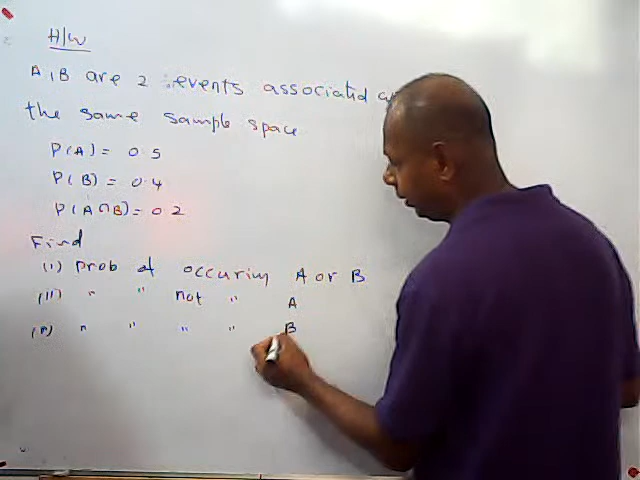 H/W
A, B are 2 events associated
the same sample space
P(A) = 0.5
P(B) = 0.4
P(A∩B) = 0.2
Find
(i) prob of occuring A or B
(ii) " " not " A
(iii) " " " " B